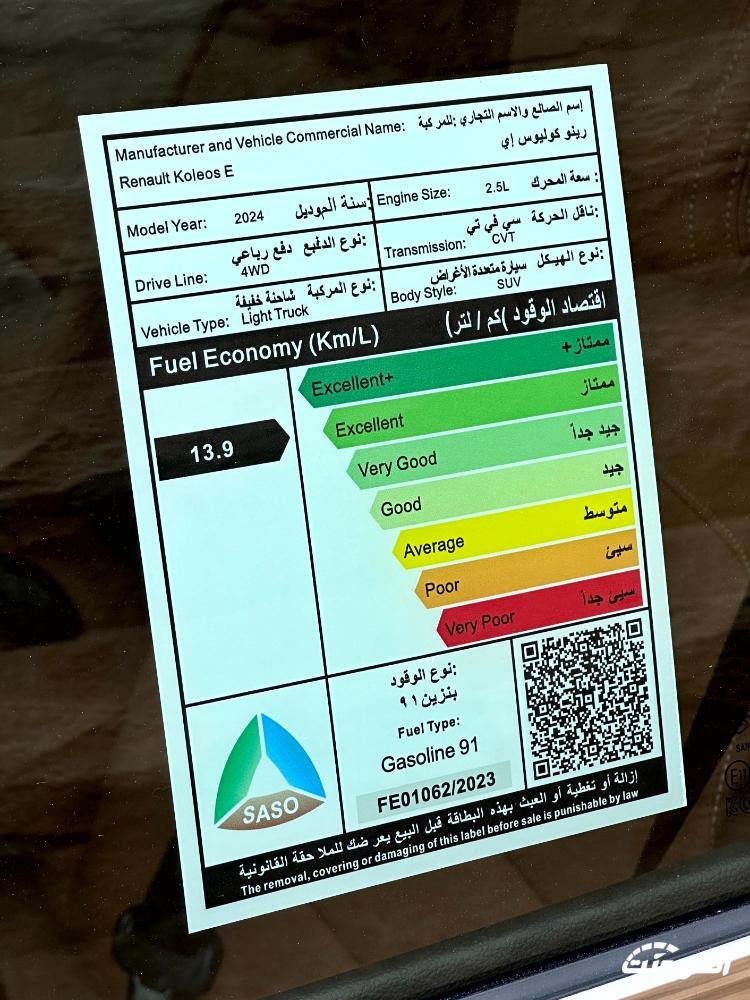 Manufacturer and Vehicle Commercial Name: إسم الصانع والاسم التجاري :للمركبة
Renault Koleos E رينو كوليوس إي
Model Year: 2024 :سنة الموديل
Engine Size: 2.5L : سعة المحرك
Drive Line: 4WD دفع رباعي :نوع الدفع
Transmission: CVT سي في تي :ناقل الحركة
Vehicle Type: Light Truck شاحنة خفيفة :نوع المركبة
Body Style: SUV سيارة متعددة الأغراض :نوع الهيكل
Fuel Economy (Km/L) اقتصاد الوقود )كم / لتر(
Excellent+ ممتاز+
Excellent ممتاز
13.9
Very Good جيد جداً
Good جيد
Average متوسط
Poor سيئ
Very Poor سيئ جداً
:نوع الوقود
بنزين ٩١
Fuel Type:
Gasoline 91
FE01062/2023
SASO
إزالة أو تغطية أو العبث بهذه البطاقة قبل البيع يعر ضك للملا حقة القانونية
The removal, covering or damaging of this label before sale is punishable by law